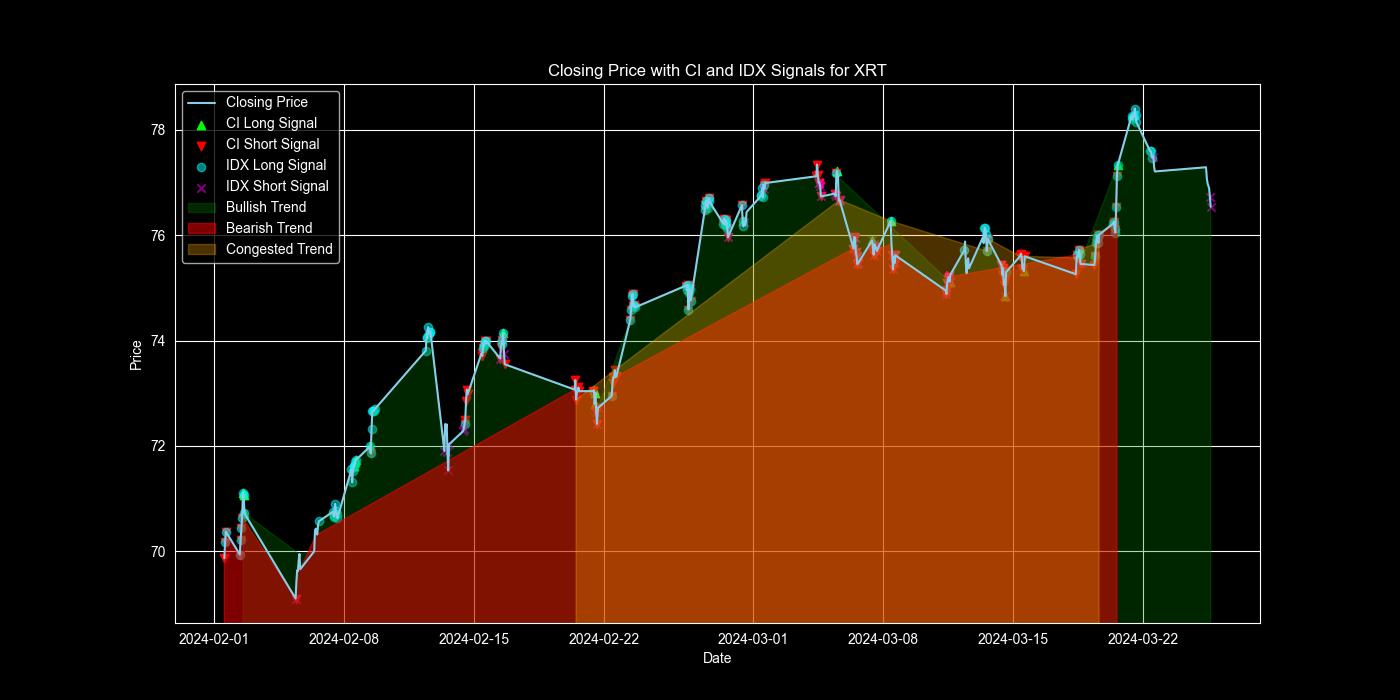 Closing Price with CI and IDX Signals for XRT
Closing Price
CI Long Signal
CI Short Signal
IDX Long Signal
IDX Short Signal
Bullish Trend
Bearish Trend
Congested Trend
Price
78
76
74
72
70
2024-02-01 2024-02-08 2024-02-15 2024-02-22 2024-03-01 2024-03-08 2024-03-15 2024-03-22
Date